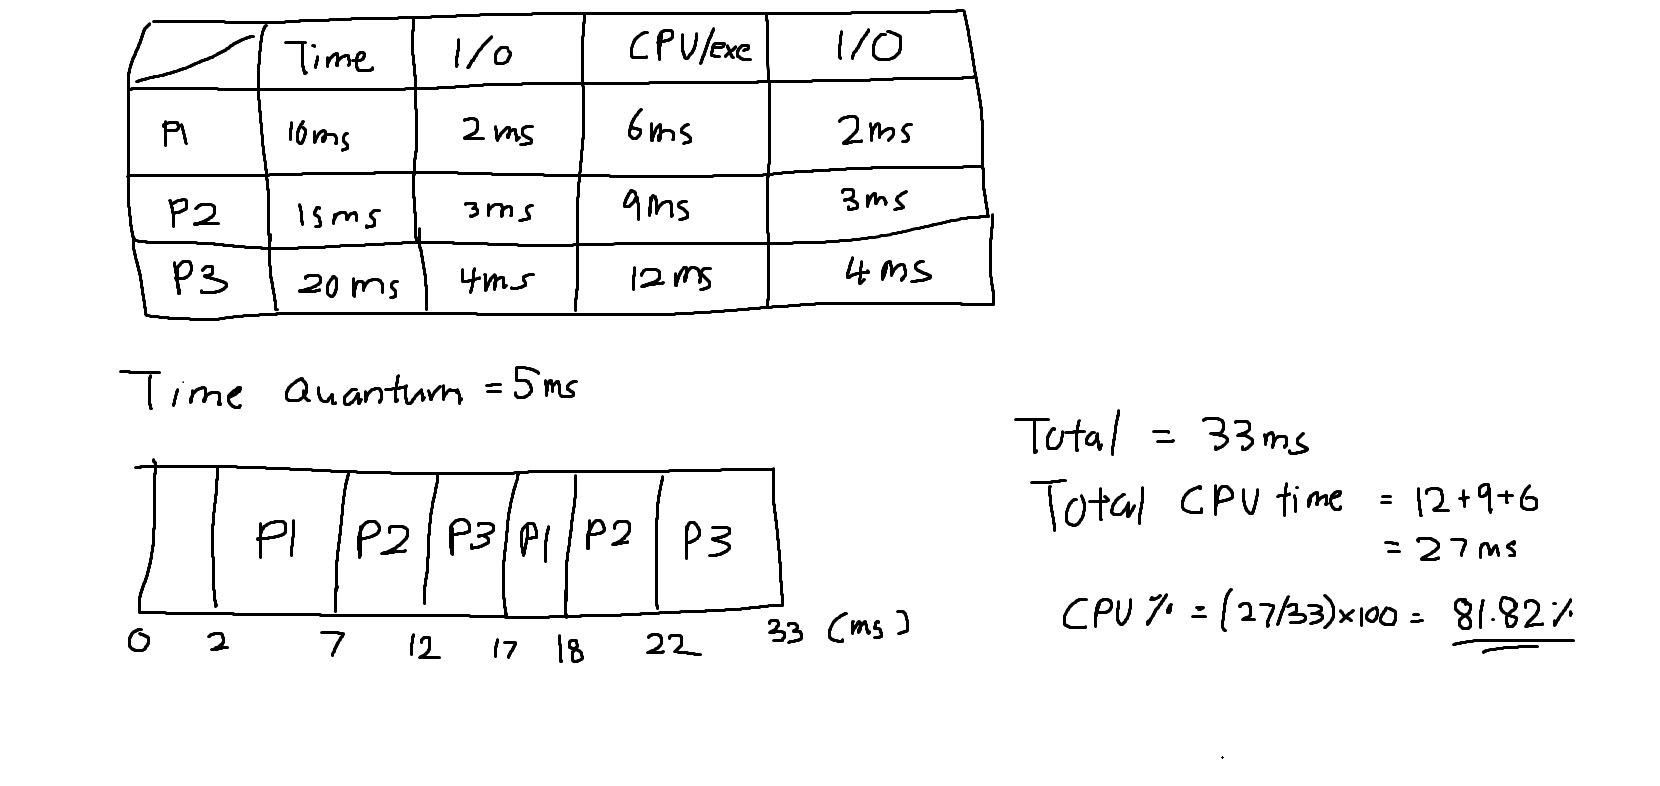 Time I/O CPU/exe I/O
P1 10ms 2ms 6ms 2ms
P2 15ms 3ms 9ms 3ms
P3 20ms 4ms 12ms 4ms
Time Quantum = 5ms
P1 P2 P3 P1 P2 P3
0 2 7 12 17 18 22 33 (ms)
Total = 33ms
Total CPU time = 12+9+6
= 27ms
CPU % = (27/33)x100 = 81.82%